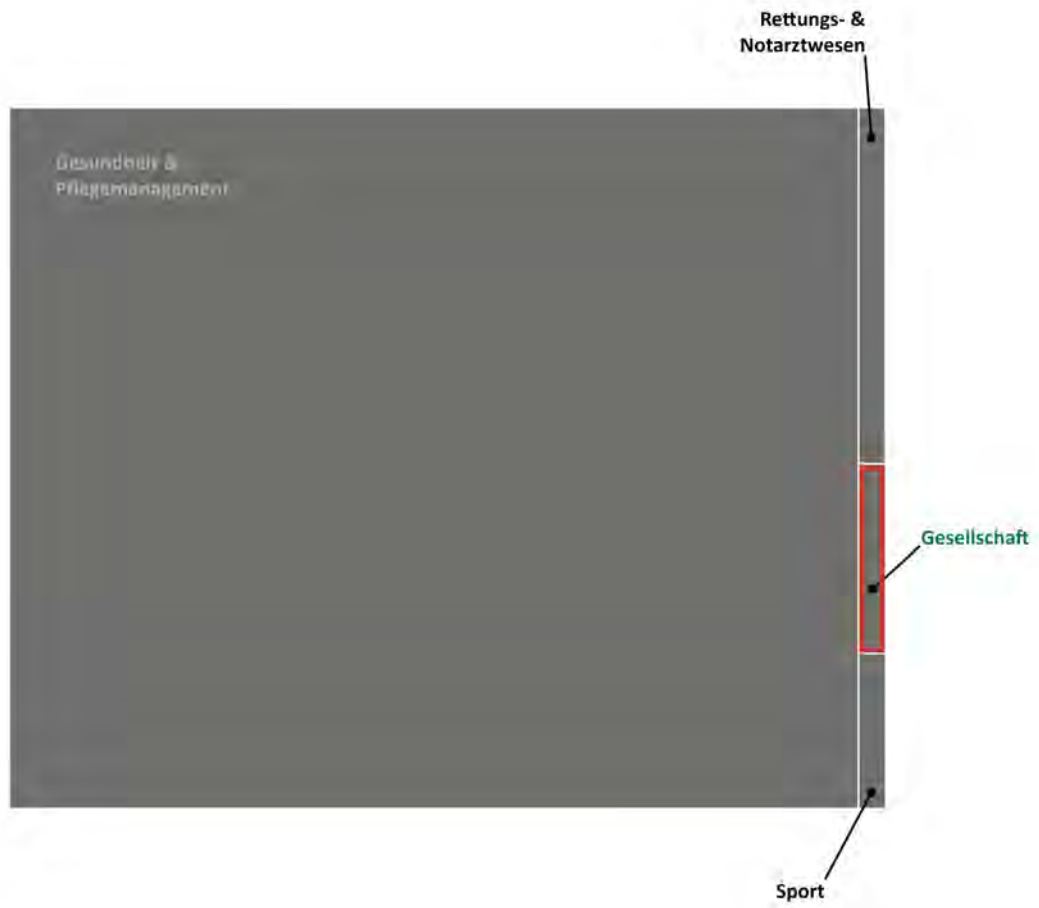 Rettungs- &
Notarztwesen
Gesundheit &
Pflegemanagement
Gesellschaft
Sport